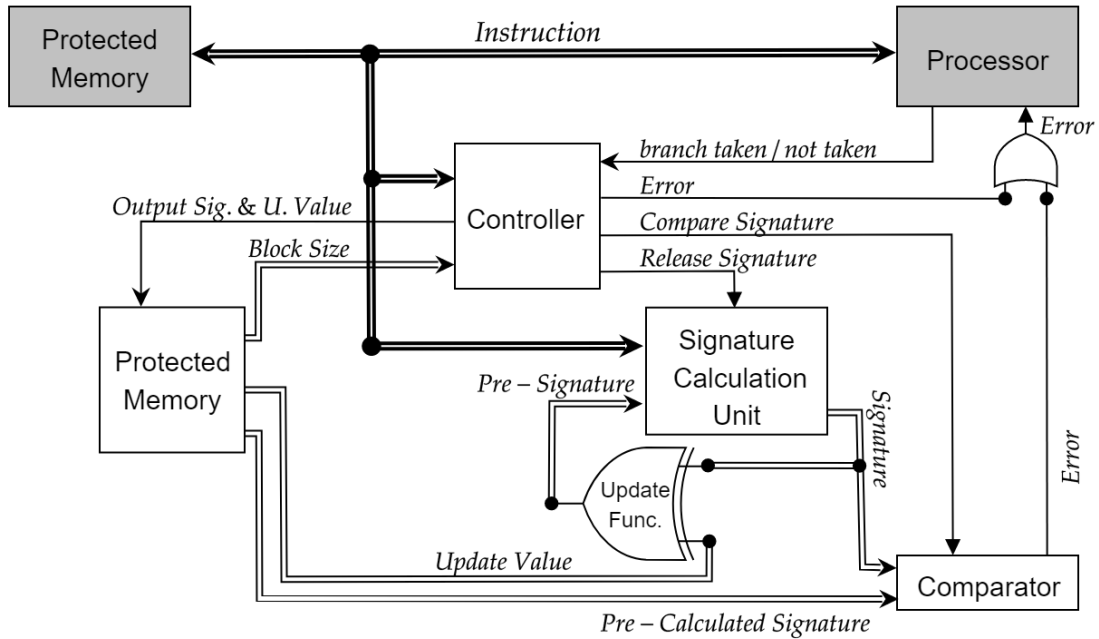 Protected
Memory
Instruction
Processor
Error
branch taken / not taken
Error
Controller
Output Sig. & U. Value
Compare Signature
Block Size
Release Signature
Protected
Memory
Signature
Calculation
Unit
Pre – Signature
Signature
Update
Func.
Error
Update Value
Comparator
Pre – Calculated Signature